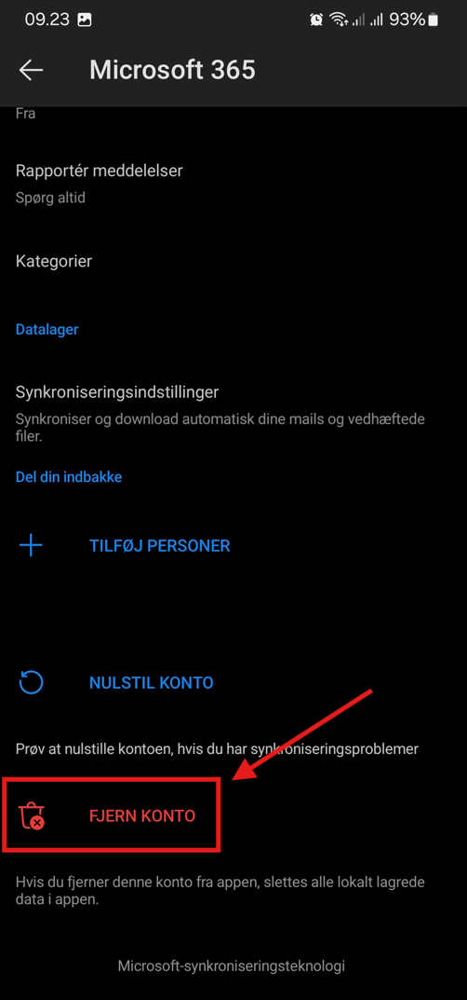 09.23 93%
Microsoft 365
Fra
Rapportér meddelelser
Spørg altid
Kategorier
Datalager
Synkroniseringsindstillinger
Synkroniser og download automatisk dine mails og vedhæftede
filer.
Del din indbakke
TILFØJ PERSONER
NULSTIL KONTO
Prøv at nulstille kontoen, hvis du har synkroniseringsproblemer
FJERN KONTO
Hvis du fjerner denne konto fra appen, slettes alle lokalt lagrede
data i appen.
Microsoft-synkroniseringsteknologi